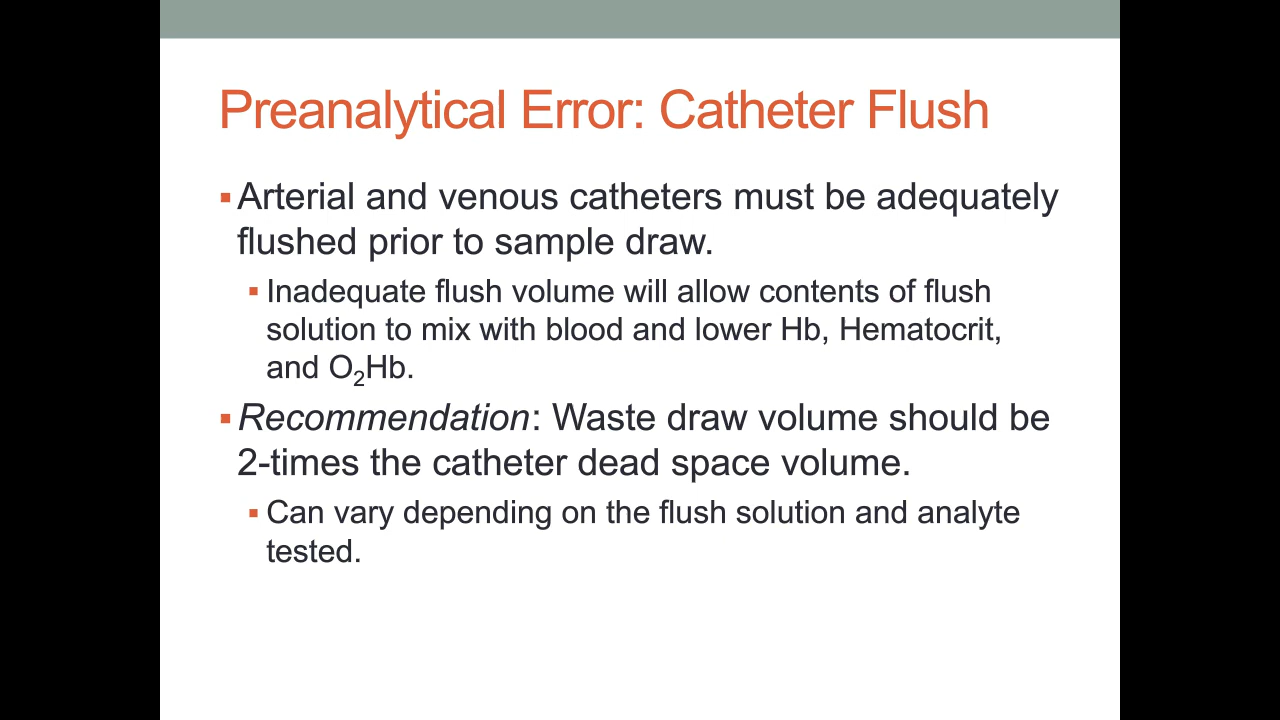 Preanalytical Error: Catheter Flush
▪Arterial and venous catheters must be adequately
flushed prior to sample draw.
▪Inadequate flush volume will allow contents of flush
solution to mix with blood and lower Hb, Hematocrit,
and O₂Hb.
▪Recommendation: Waste draw volume should be
2-times the catheter dead space volume.
▪Can vary depending on the flush solution and analyte
tested.